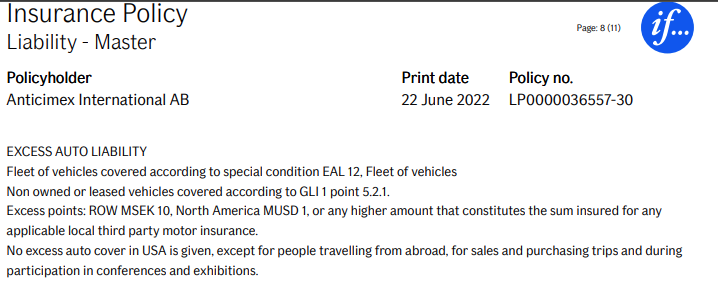 Insurance Policy
Page: 8 (11)
if...
Liability - Master
Policyholder
Print date
Policy no.
Anticimex International AB
22 June 2022
LP0000036557-30
EXCESS AUTO LIABILITY
Fleet of vehicles covered according to special condition EAL 12, Fleet of vehicles
Non owned or leased vehicles covered according to GLI 1 point 5.2.1.
Excess points: ROW MSEK 10, North America MUSD 1, or any higher amount that constitutes the sum insured for any
applicable local third party motor insurance.
No excess auto cover in USA is given, except for people travelling from abroad, for sales and purchasing trips and during
participation in conferences and exhibitions.